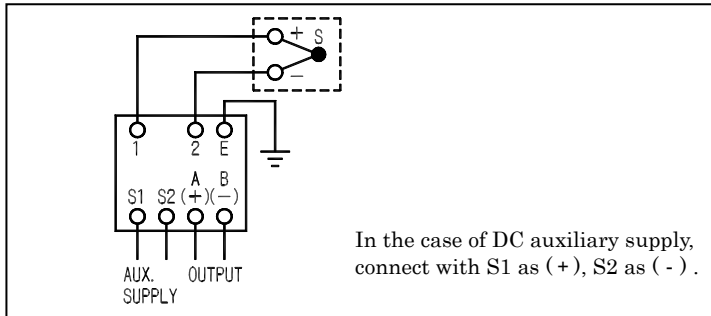 + S
−
1 2 E
A B
S1 S2 (+)(−)
AUX. OUTPUT
SUPPLY
In the case of DC auxiliary supply,
connect with S1 as (+), S2 as (-).